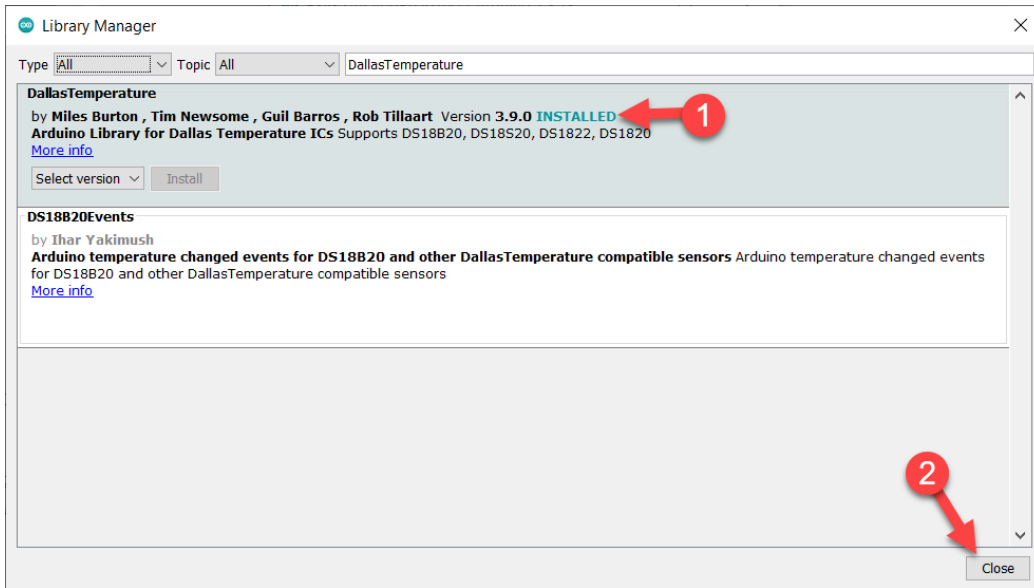 Library Manager
Type All Topic All DallasTemperature
DallasTemperature
by Miles Burton , Tim Newsome , Guil Barros , Rob Tillaart Version 3.9.0 INSTALLED
1
Arduino Library for Dallas Temperature ICs Supports DS18B20, DS18S20, DS1822, DS1820
More info
Select version Install
DS18B20Events
by Ihar Yakimush
Arduino temperature changed events for DS18B20 and other DallasTemperature compatible sensors Arduino temperature changed events
for DS18B20 and other DallasTemperature compatible sensors
More info
2
Close